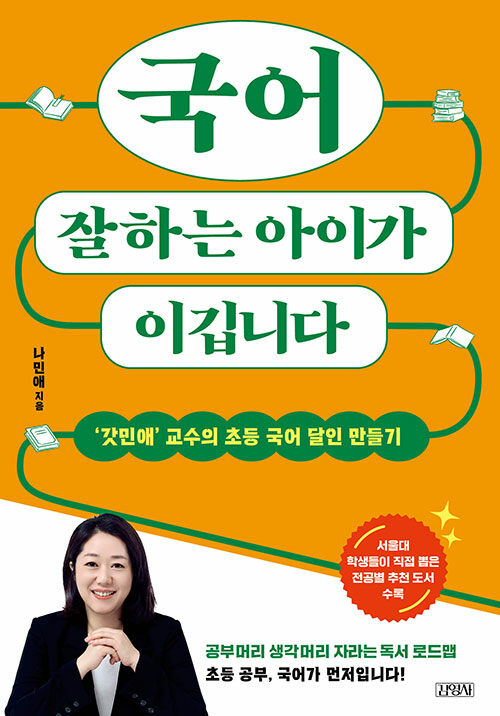 국어
잘하는 아이가
이깁니다
나민애 지음
‘갓민애’ 교수의 초등 국어 달인 만들기
서울대
학생들이 직접 뽑은
전공별 추천 도서
수록
공부머리 생각머리 자라는 독서 로드맵
초등 공부, 국어가 먼저입니다!
김영사